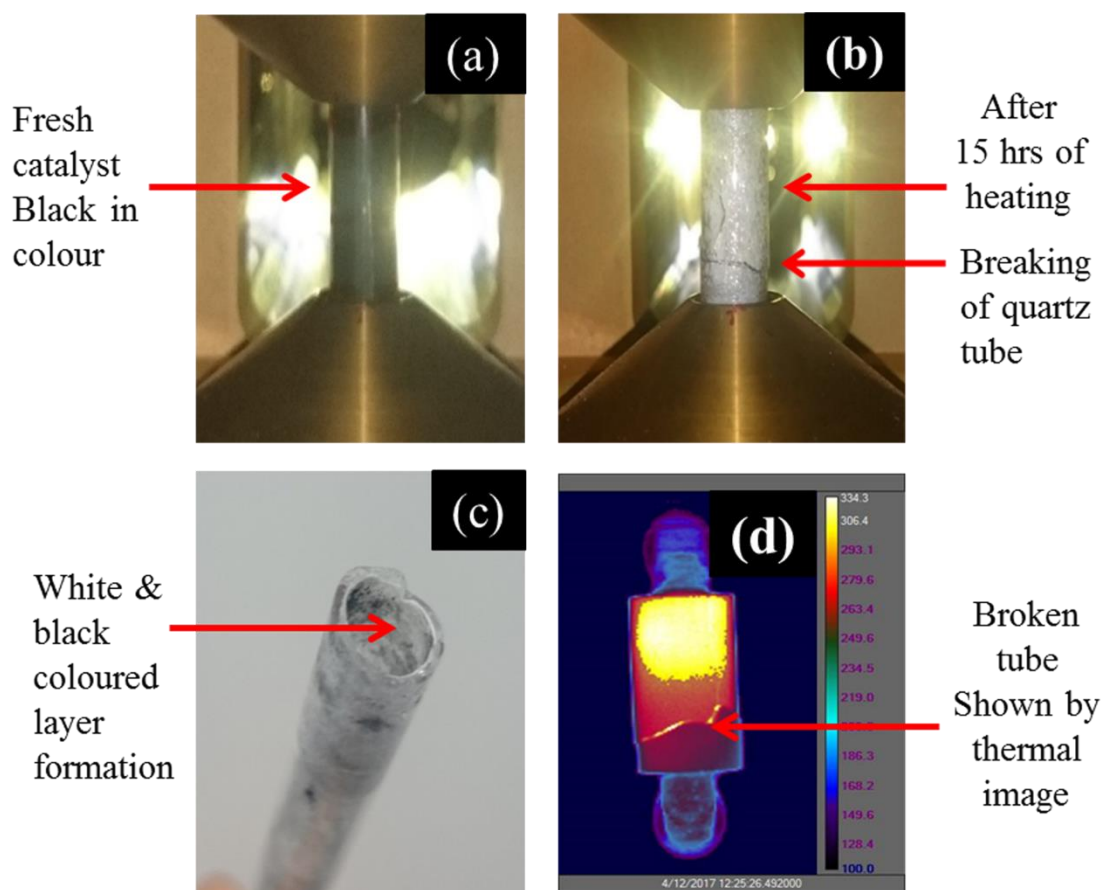 (a)
Fresh
catalyst
Black in
colour
(b)
After
15 hrs of
heating
Breaking
of quartz
tube
(c)
White &
black
coloured
layer
formation
(d)
334.3
306.4
293.1
279.6
263.4
249.6
234.5
219.0
186.3
168.2
149.6
128.4
100.0
4/12/2017 12:25:26.492000
Broken
tube
Shown by
thermal
image